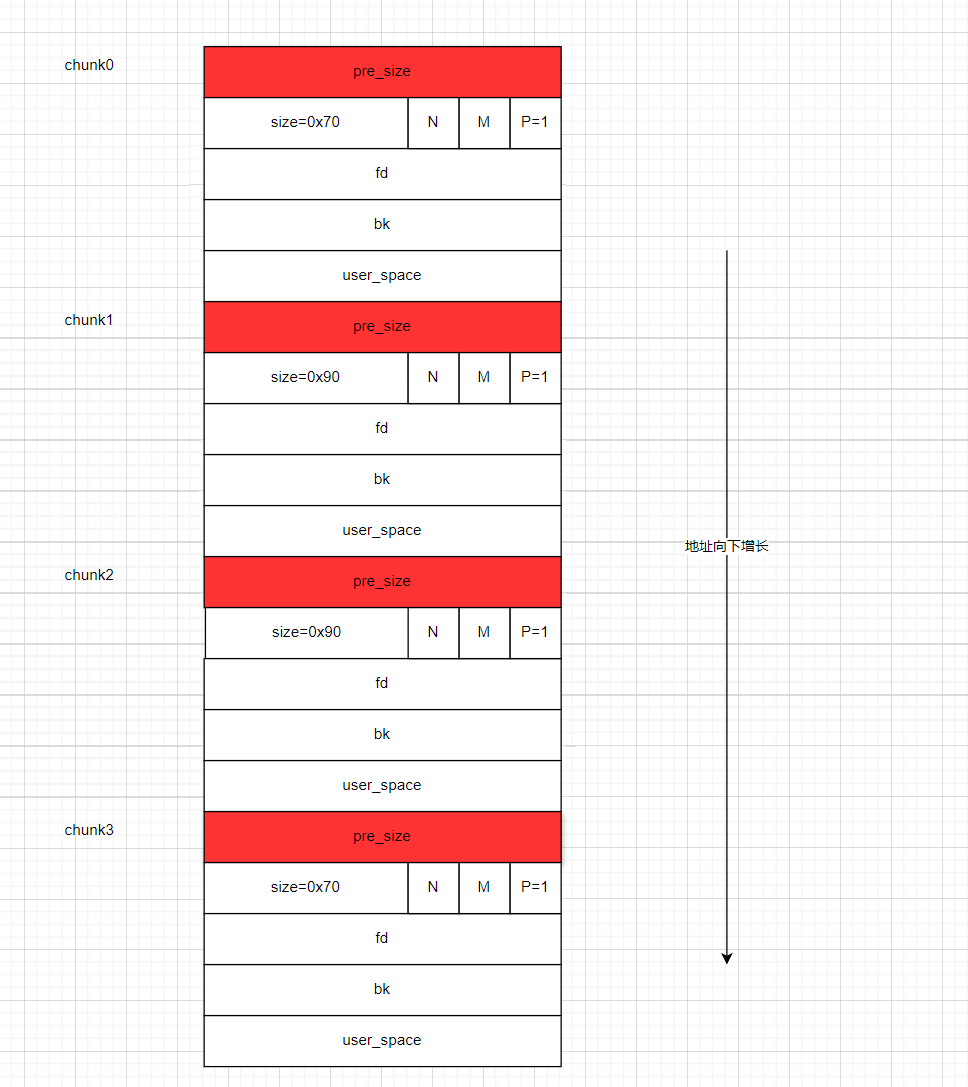 chunk0
pre_size
size=0x70 N M P=1
fd
bk
user_space
chunk1
pre_size
size=0x90 N M P=1
fd
bk
user_space
地址向下增长
chunk2
pre_size
size=0x90 N M P=1
fd
bk
user_space
chunk3
pre_size
size=0x70 N M P=1
fd
bk
user_space